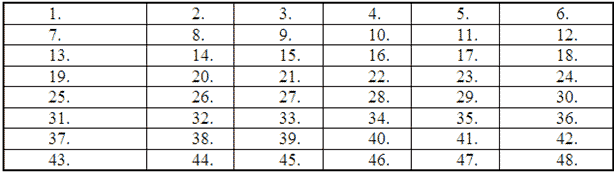 1. 2. 3. 4. 5. 6.
7. 8. 9. 10. 11. 12.
13. 14. 15. 16. 17. 18.
19. 20. 21. 22. 23. 24.
25. 26. 27. 28. 29. 30.
31. 32. 33. 34. 35. 36.
37. 38. 39. 40. 41. 42.
43. 44. 45. 46. 47. 48.